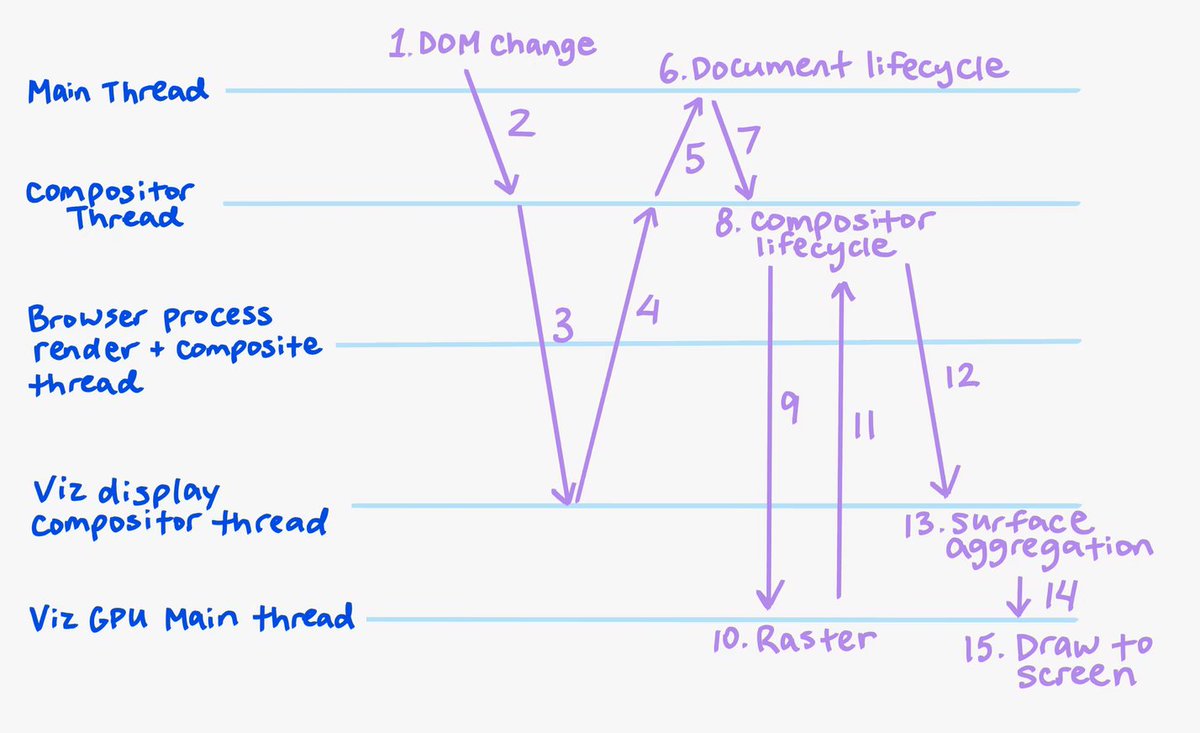 1. DOM change
6. Document lifecycle
Main Thread
2
5
7
Compositor
Thread
8. compositor
lifecycle
Browser process
render + composite
thread
3
4
9
11
12
Viz display
compositor thread
13. surface
aggregation
14
Viz GPU Main thread
10. Raster
15. Draw to
screen